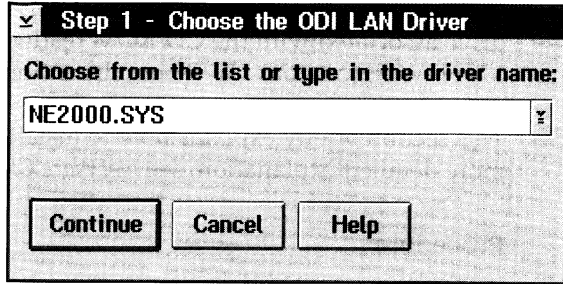 Step 1 - Choose the ODI LAN Driver
Choose from the list or type in the driver name:
NE2000.SYS
Continue Cancel Help